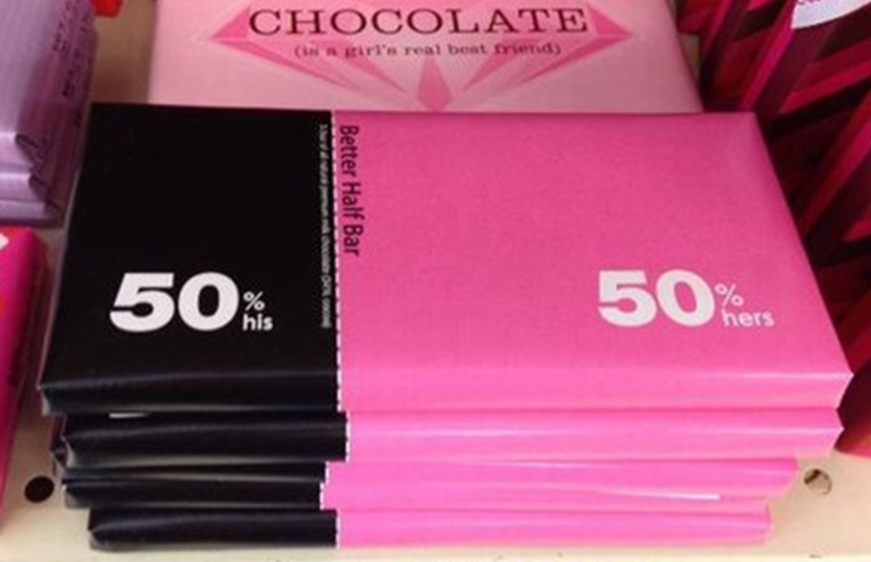 CHOCOLATE
(is a girl's real best friend)
Better Half Bar
50% his
50% hers